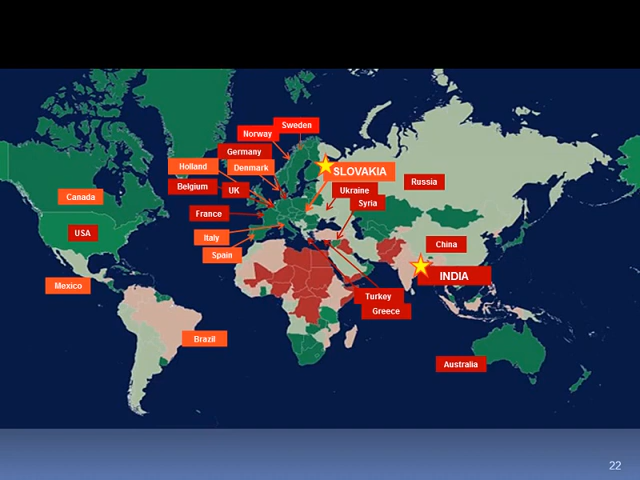 Sweden
Norway
Germany
Holland
Denmark
SLOVAKIA
Belgium
UK
Ukraine
Russia
Canada
Syria
France
USA
Italy
China
Spain
INDIA
Mexico
Turkey
Greece
Brazil
Australia
22